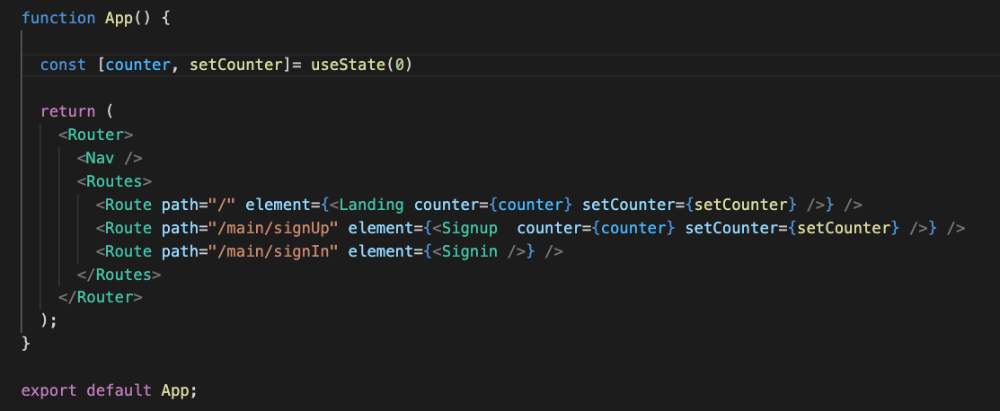 function App() {
const [counter, setCounter]= useState(0)
return (
<Router>
<Nav />
<Routes>
<Route path="/" element={<Landing counter={counter} setCounter={setCounter} />} />
<Route path="/main/signUp" element={<Signup  counter={counter} setCounter={setCounter} />} />
<Route path="/main/signIn" element={<Signin />} />
</Routes>
</Router>
);
}
export default App;